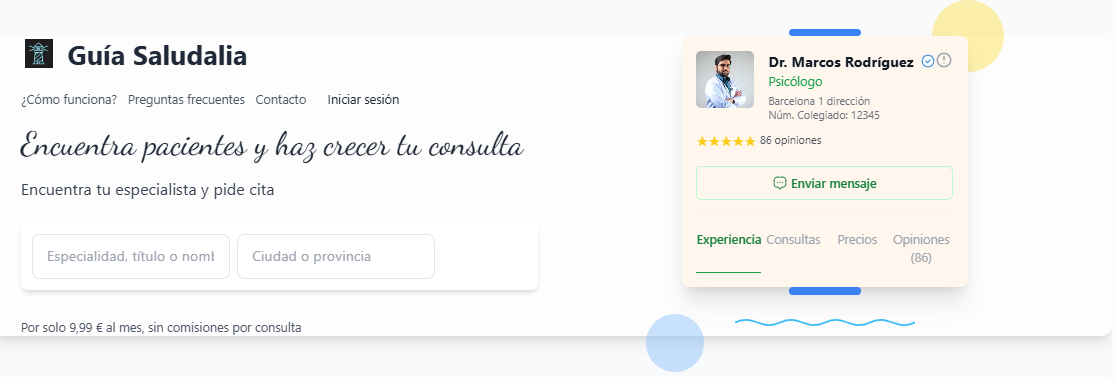 Guía Saludalia
¿Cómo funciona? Preguntas frecuentes Contacto Iniciar sesión
Encuentra pacientes y haz crecer tu consulta
Encuentra tu especialista y pide cita
Especialidad, título o nomb Ciudad o provincia
Por solo 9,99 € al mes, sin comisiones por consulta
Dr. Marcos Rodríguez
Psicólogo
Barcelona 1 dirección
Núm. Colegiado: 12345
86 opiniones
Enviar mensaje
Experiencia Consultas Precios Opiniones
(86)